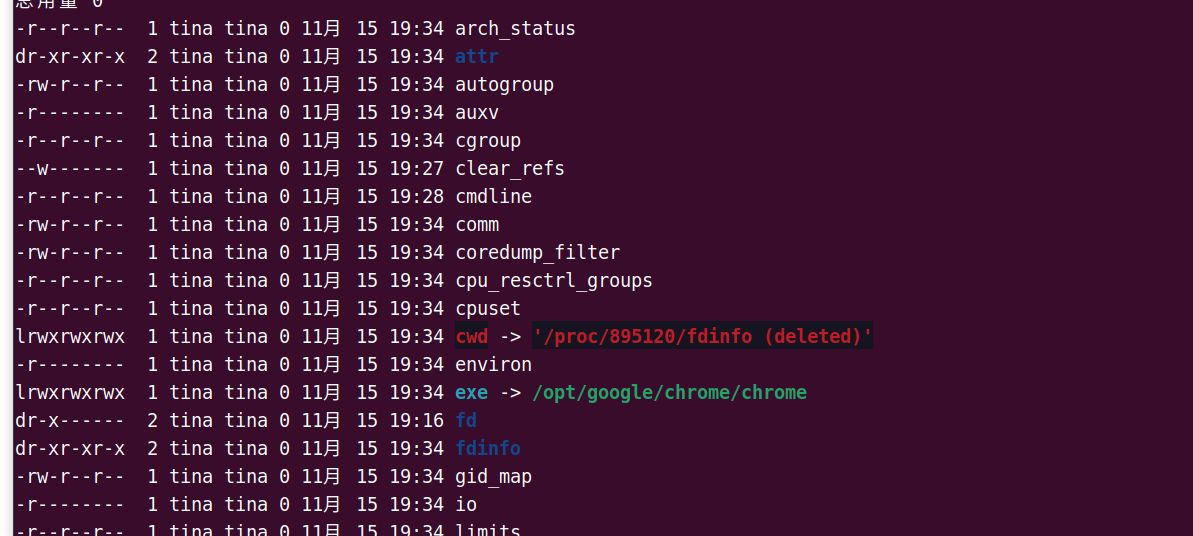 总用量 0
-r--r--r--  1 tina tina 0 11月 15 19:34 arch_status
dr-xr-xr-x  2 tina tina 0 11月 15 19:34 attr
-rw-r--r--  1 tina tina 0 11月 15 19:34 autogroup
-r--------  1 tina tina 0 11月 15 19:34 auxv
-r--r--r--  1 tina tina 0 11月 15 19:34 cgroup
--w-------  1 tina tina 0 11月 15 19:27 clear_refs
-r--r--r--  1 tina tina 0 11月 15 19:28 cmdline
-rw-r--r--  1 tina tina 0 11月 15 19:34 comm
-rw-r--r--  1 tina tina 0 11月 15 19:34 coredump_filter
-r--r--r--  1 tina tina 0 11月 15 19:34 cpu_resctrl_groups
-r--r--r--  1 tina tina 0 11月 15 19:34 cpuset
lrwxrwxrwx  1 tina tina 0 11月 15 19:34 cwd -> '/proc/895120/fdinfo (deleted)'
-r--------  1 tina tina 0 11月 15 19:34 environ
lrwxrwxrwx  1 tina tina 0 11月 15 19:34 exe -> /opt/google/chrome/chrome
dr-x------  2 tina tina 0 11月 15 19:16 fd
dr-xr-xr-x  2 tina tina 0 11月 15 19:34 fdinfo
-rw-r--r--  1 tina tina 0 11月 15 19:34 gid_map
-r--------  1 tina tina 0 11月 15 19:34 io
-r--r--r--  1 tina tina 0 11月 15 19:34 limits